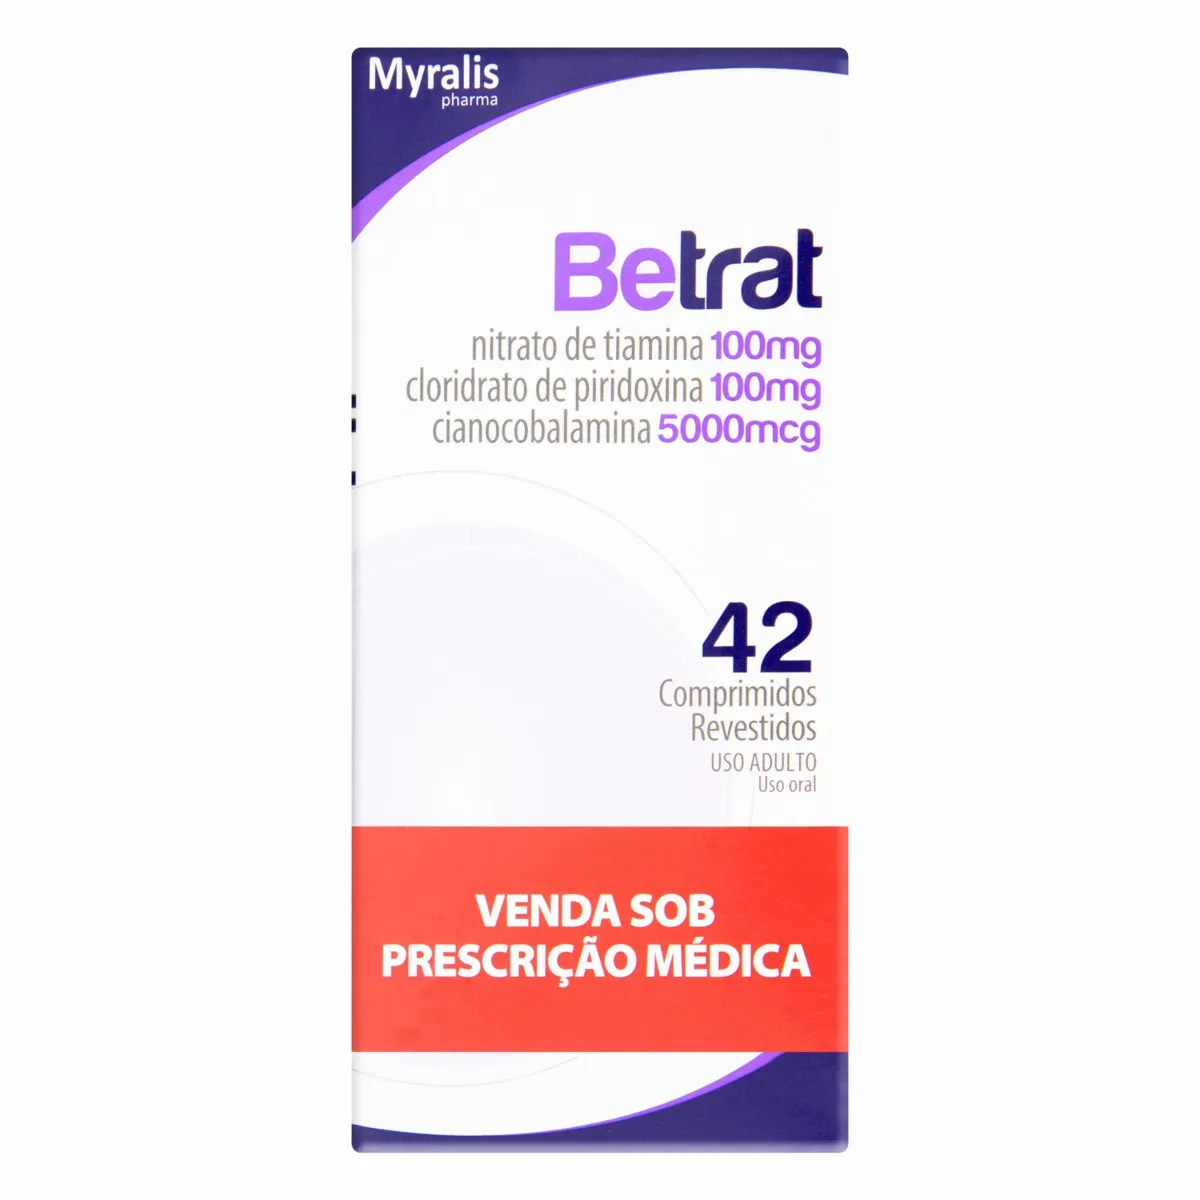 Myralis
pharma
Betrat
nitrato de tiamina 100mg
cloridrato de piridoxina 100mg
cianocobalamina 5000mcg
42
Comprimidos
Revestidos
USO ADULTO
Uso oral
VENDA SOB
PRESCRIÇÃO MÉDICA